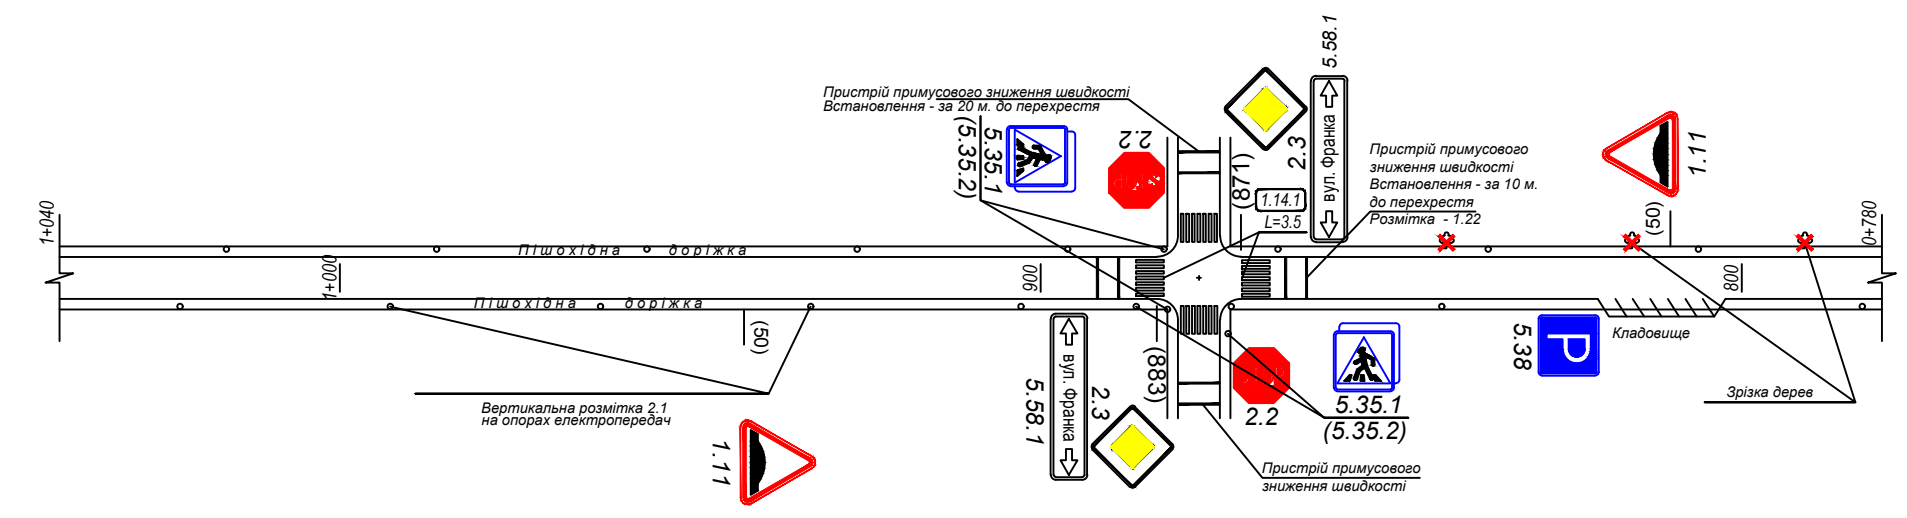 Пристрій примусового зниження швидкості
Встановлення - за 20 м. до перехрестя
5.35.1
(5.35.2)
2.2
2.3
вул. Франка
5.58.1
(871)
1.14.1
L=3.5
Пристрій примусового
зниження швидкості
Встановлення - за 10 м.
до перехрестя
Розмітка - 1.22
1.11
(50)
0+780
1+040
Пішохідна доріжка
1+000
900
800
Пішохідна доріжка
(50)
Вертикальна розмітка 2.1
на опорах електропередач
1.11
вул. Франка
5.58.1
2.3
(883)
2.2
5.35.1
(5.35.2)
P
5.38
Кладовище
Зрізка дерев
Пристрій примусового
зниження швидкості